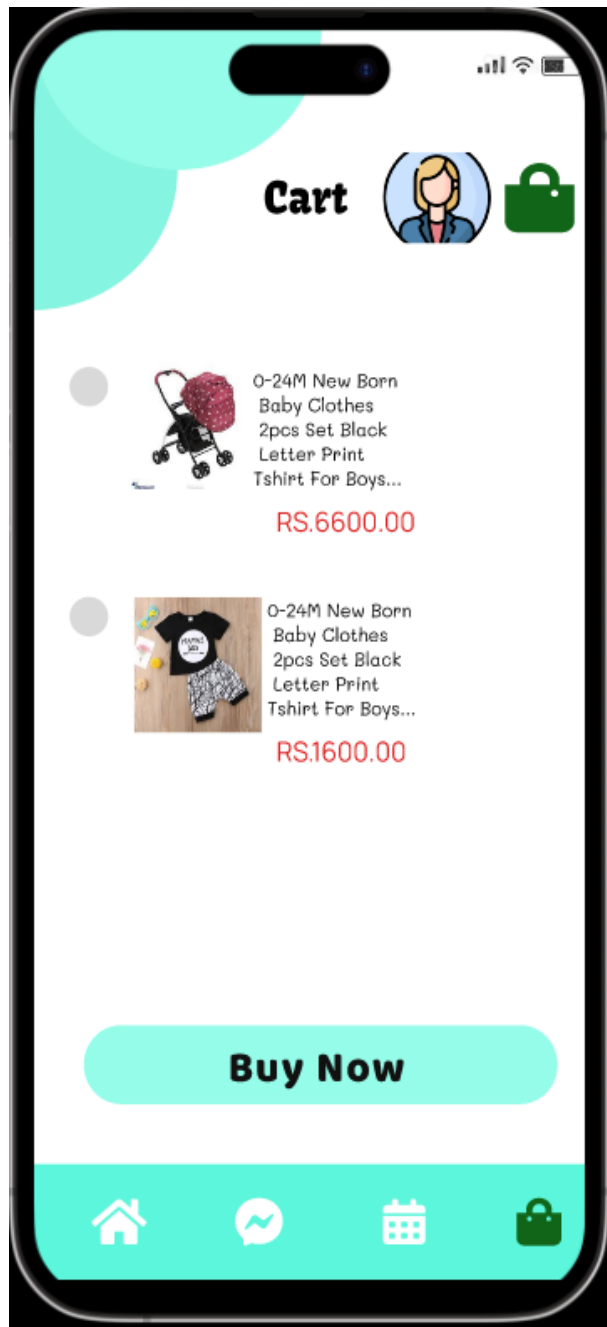 Cart
0-24M New Born
Baby Clothes
2pcs Set Black
Letter Print
Tshirt For Boys...
RS.6600.00
0-24M New Born
Baby Clothes
2pcs Set Black
Letter Print
Tshirt For Boys...
RS.1600.00
Buy Now